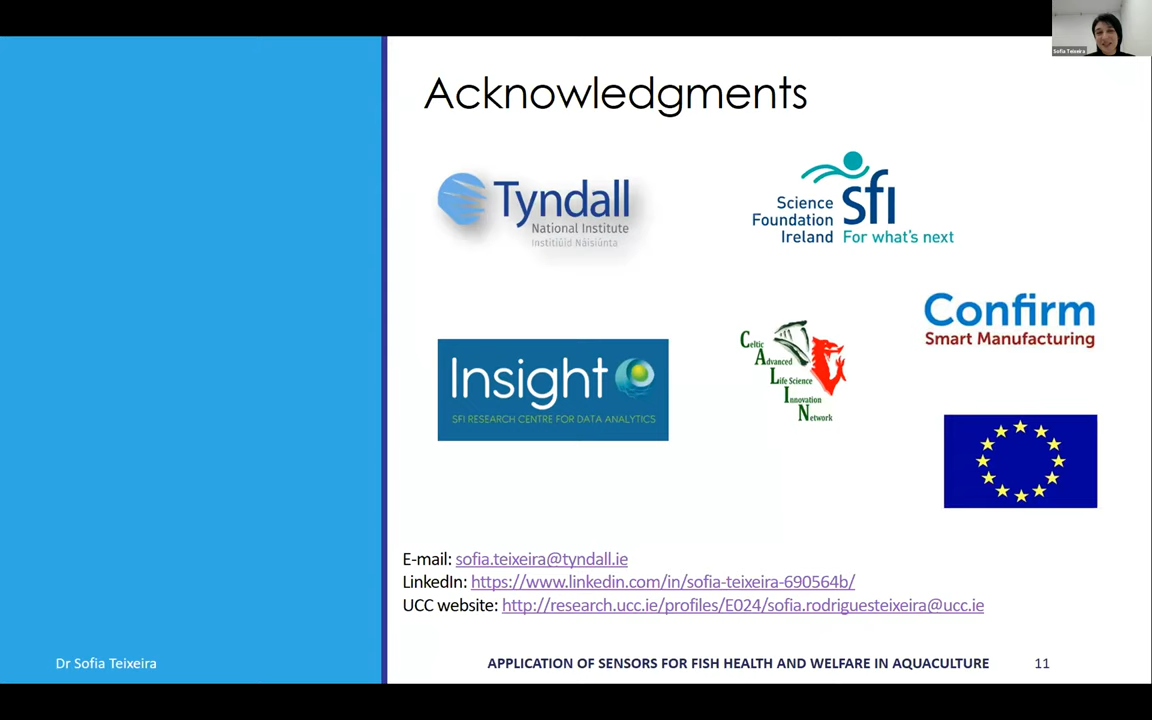 Sofia Teixeira
Acknowledgments
Tyndall
National Institute
Institiúid Náisiúnta
Science
Foundation
Ireland
sfi
For what's next
Confirm
Smart Manufacturing
Insight
SFI RESEARCH CENTRE FOR DATA ANALYTICS
Celtic
Advanced
Life Science
Innovation
Network
E-mail: sofia.teixeira@tyndall.ie
LinkedIn: https://www.linkedin.com/in/sofia-teixeira-690564b/
UCC website: http://research.ucc.ie/profiles/E024/sofia.rodriguesteixeira@ucc.ie
Dr Sofia Teixeira
APPLICATION OF SENSORS FOR FISH HEALTH AND WELFARE IN AQUACULTURE
11